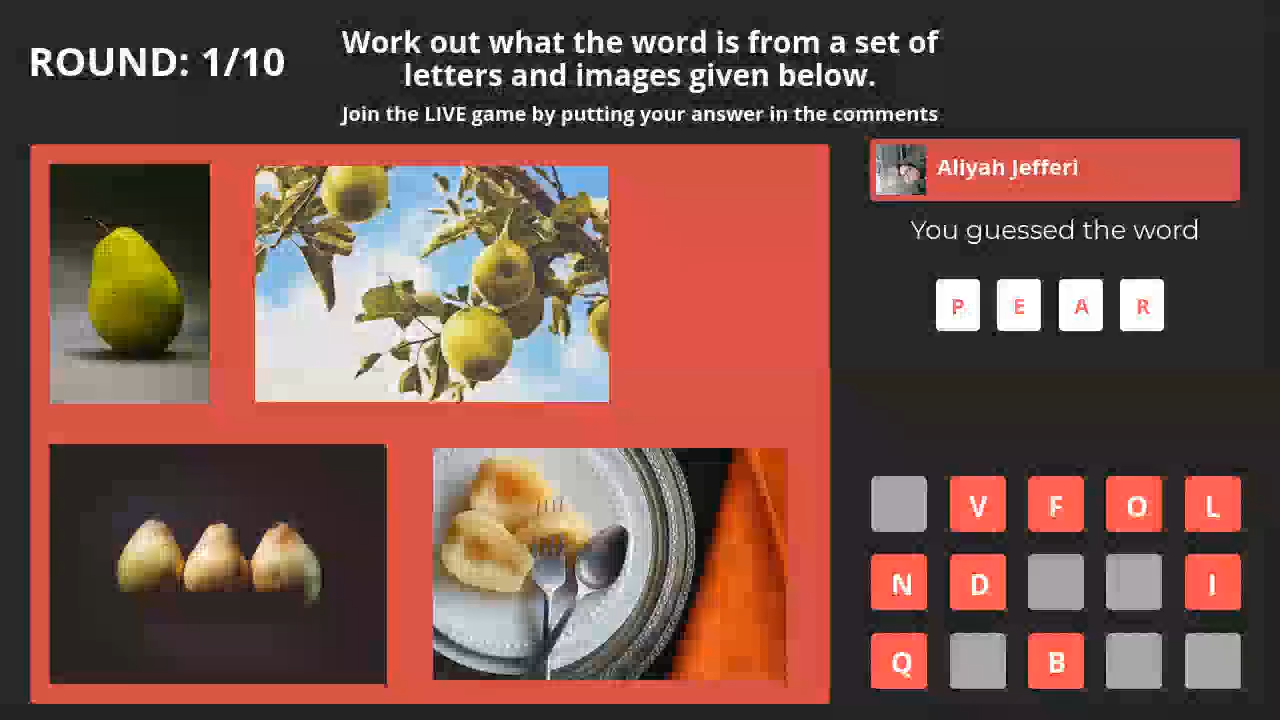 ROUND: 1/10
Work out what the word is from a set of
letters and images given below.
Join the LIVE game by putting your answer in the comments
Aliyah Jefferi
You guessed the word
P E A R
V F O L
N D I
Q B